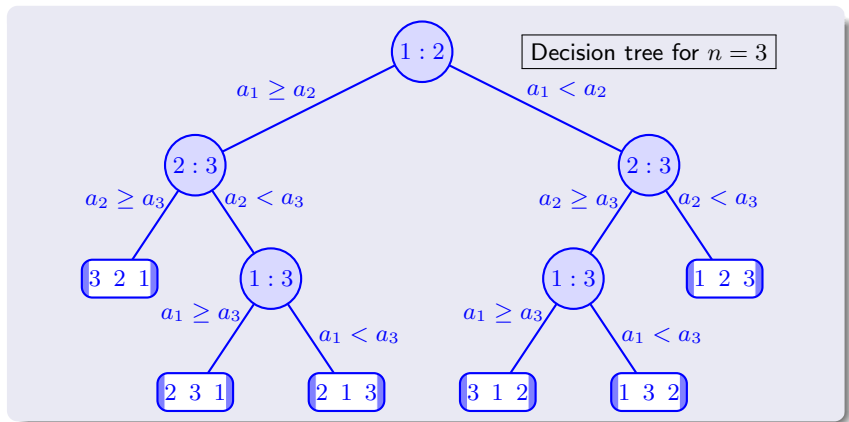 1 : 2
Decision tree for n = 3
a₁ ≥ a₂
a₁ < a₂
2 : 3
2 : 3
a₂ ≥ a₃
a₂ < a₃
a₂ ≥ a₃
a₂ < a₃
3 2 1
1 : 3
1 : 3
1 2 3
a₁ ≥ a₃
a₁ < a₃
a₁ ≥ a₃
a₁ < a₃
2 3 1
2 1 3
3 1 2
1 3 2